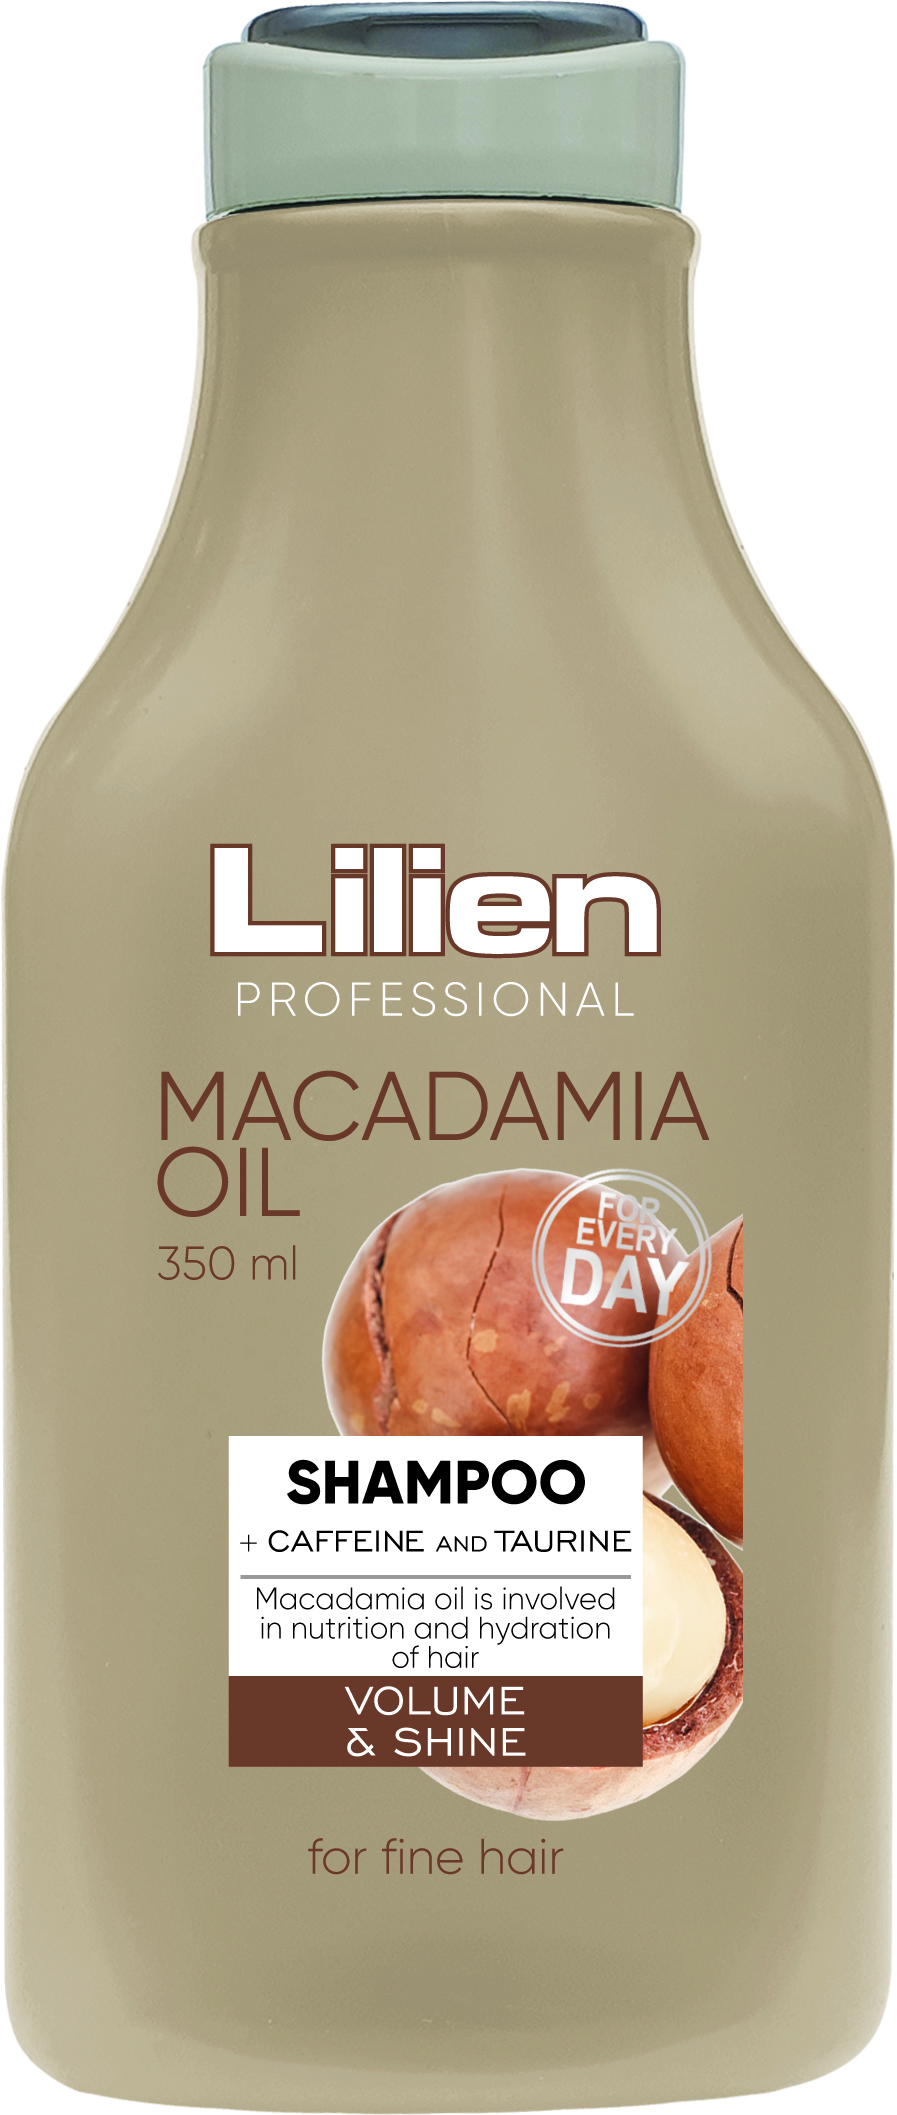 Lilien
PROFESSIONAL
MACADAMIA
OIL
350 ml
FOR
EVERY
DAY
SHAMPOO
+ CAFFEINE AND TAURINE
Macadamia oil is involved
in nutrition and hydration
of hair
VOLUME
& SHINE
for fine hair